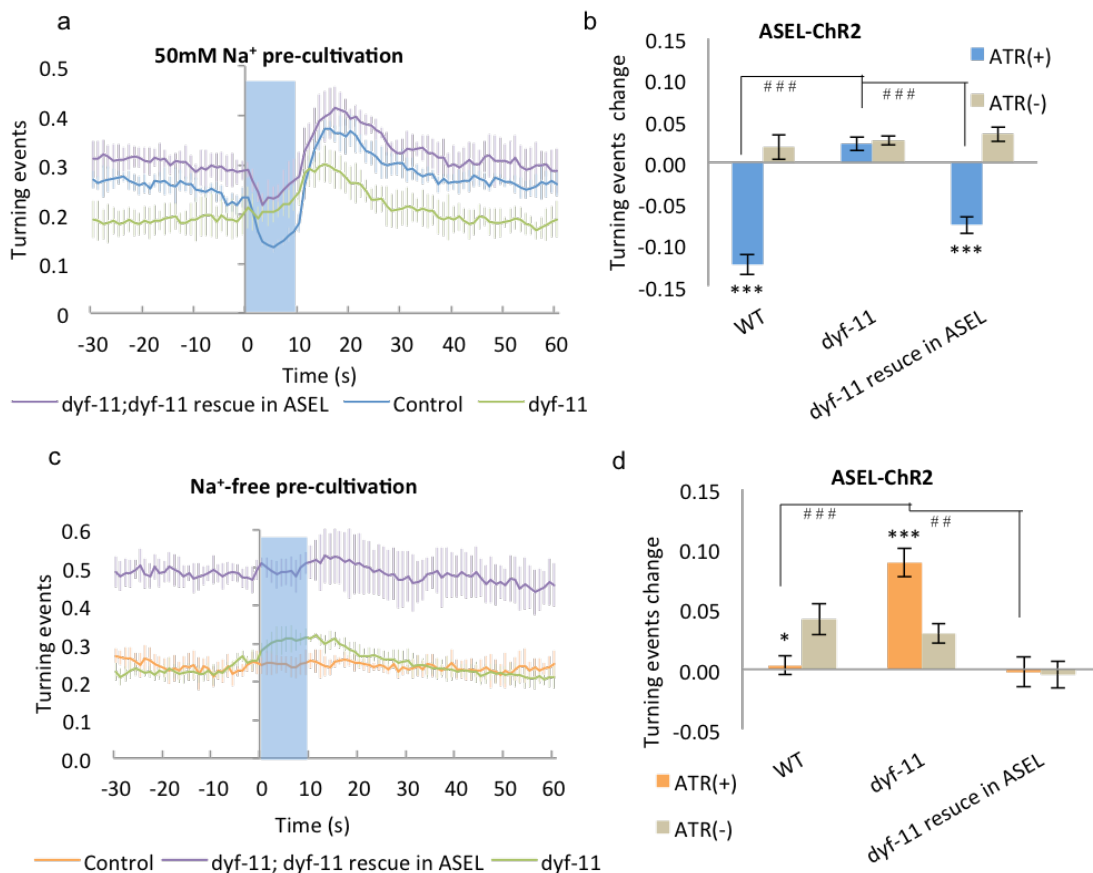 a
50mM Na⁺ pre-cultivation
Turning events
0.5
0.4
0.3
0.2
0.1
0
-30 -20 -10 0 10 20 30 40 50 60
Time (s)
dyf-11;dyf-11 rescue in ASEL Control dyf-11
b
ASEL-ChR2
Turning events change
0.15
0.10
0.05
0.00
-0.05
-0.10
-0.15
ATR(+)
ATR(-)
# # #
# # #
***
***
WT
dyf-11
dyf-11 resuce in ASEL
c
Na⁺-free pre-cultivation
Turning events
0.6
0.5
0.4
0.3
0.2
0.1
0.0
-30 -20 -10 0 10 20 30 40 50 60
Time (s)
Control dyf-11; dyf-11 rescue in ASEL dyf-11
d
ASEL-ChR2
Turning events change
0.15
0.10
0.05
0.00
-0.05
# # #
# #
*
***
WT
dyf-11
dyf-11 resuce in ASEL
ATR(+)
ATR(-)